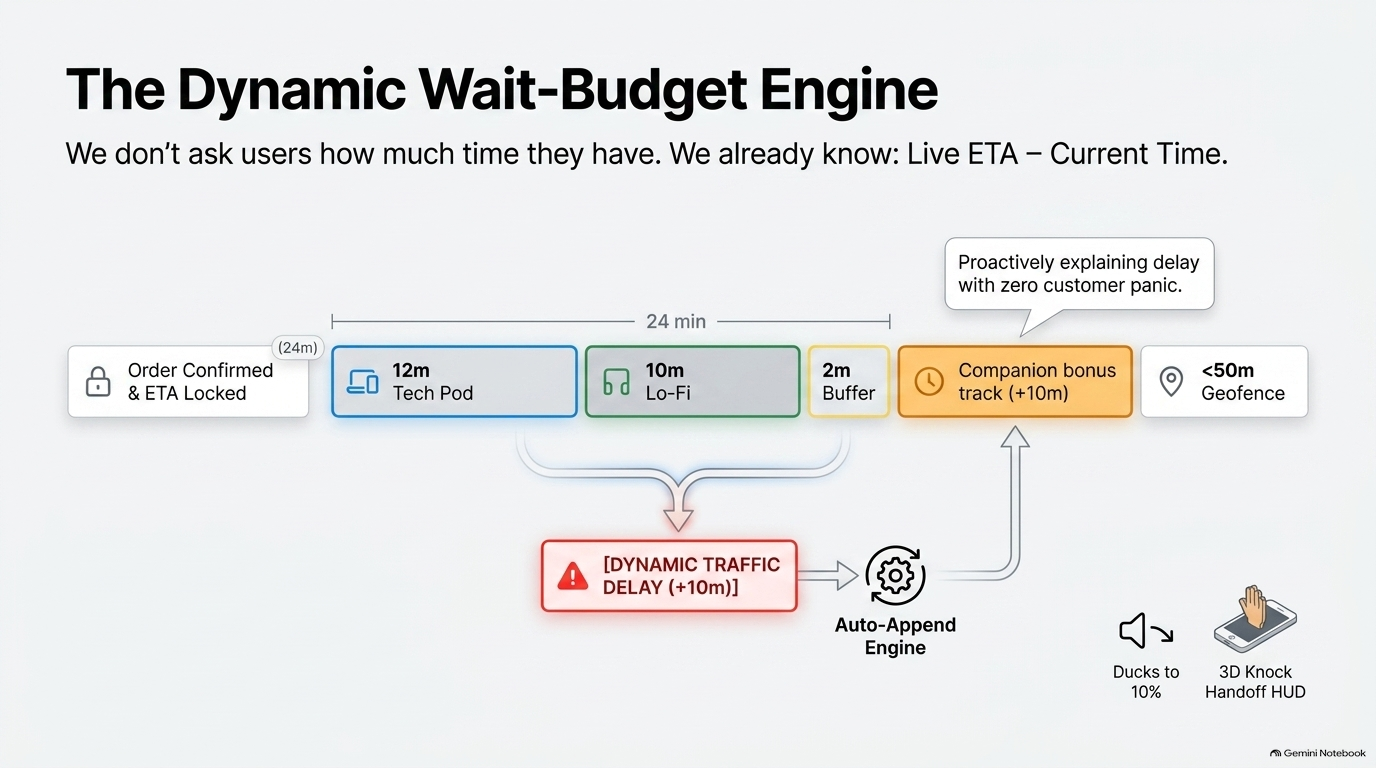 The Dynamic Wait-Budget Engine
We don’t ask users how much time they have. We already know: Live ETA – Current Time.
Proactively explaining delay
with zero customer panic.
24 min
(24m)
Order Confirmed
& ETA Locked
12m
Tech Pod
10m
Lo-Fi
2m
Buffer
Companion bonus
track (+10m)
<50m
Geofence
[DYNAMIC TRAFFIC
DELAY (+10m)]
Auto-Append
Engine
Ducks to
10%
3D Knock
Handoff HUD
Gemini Notebook